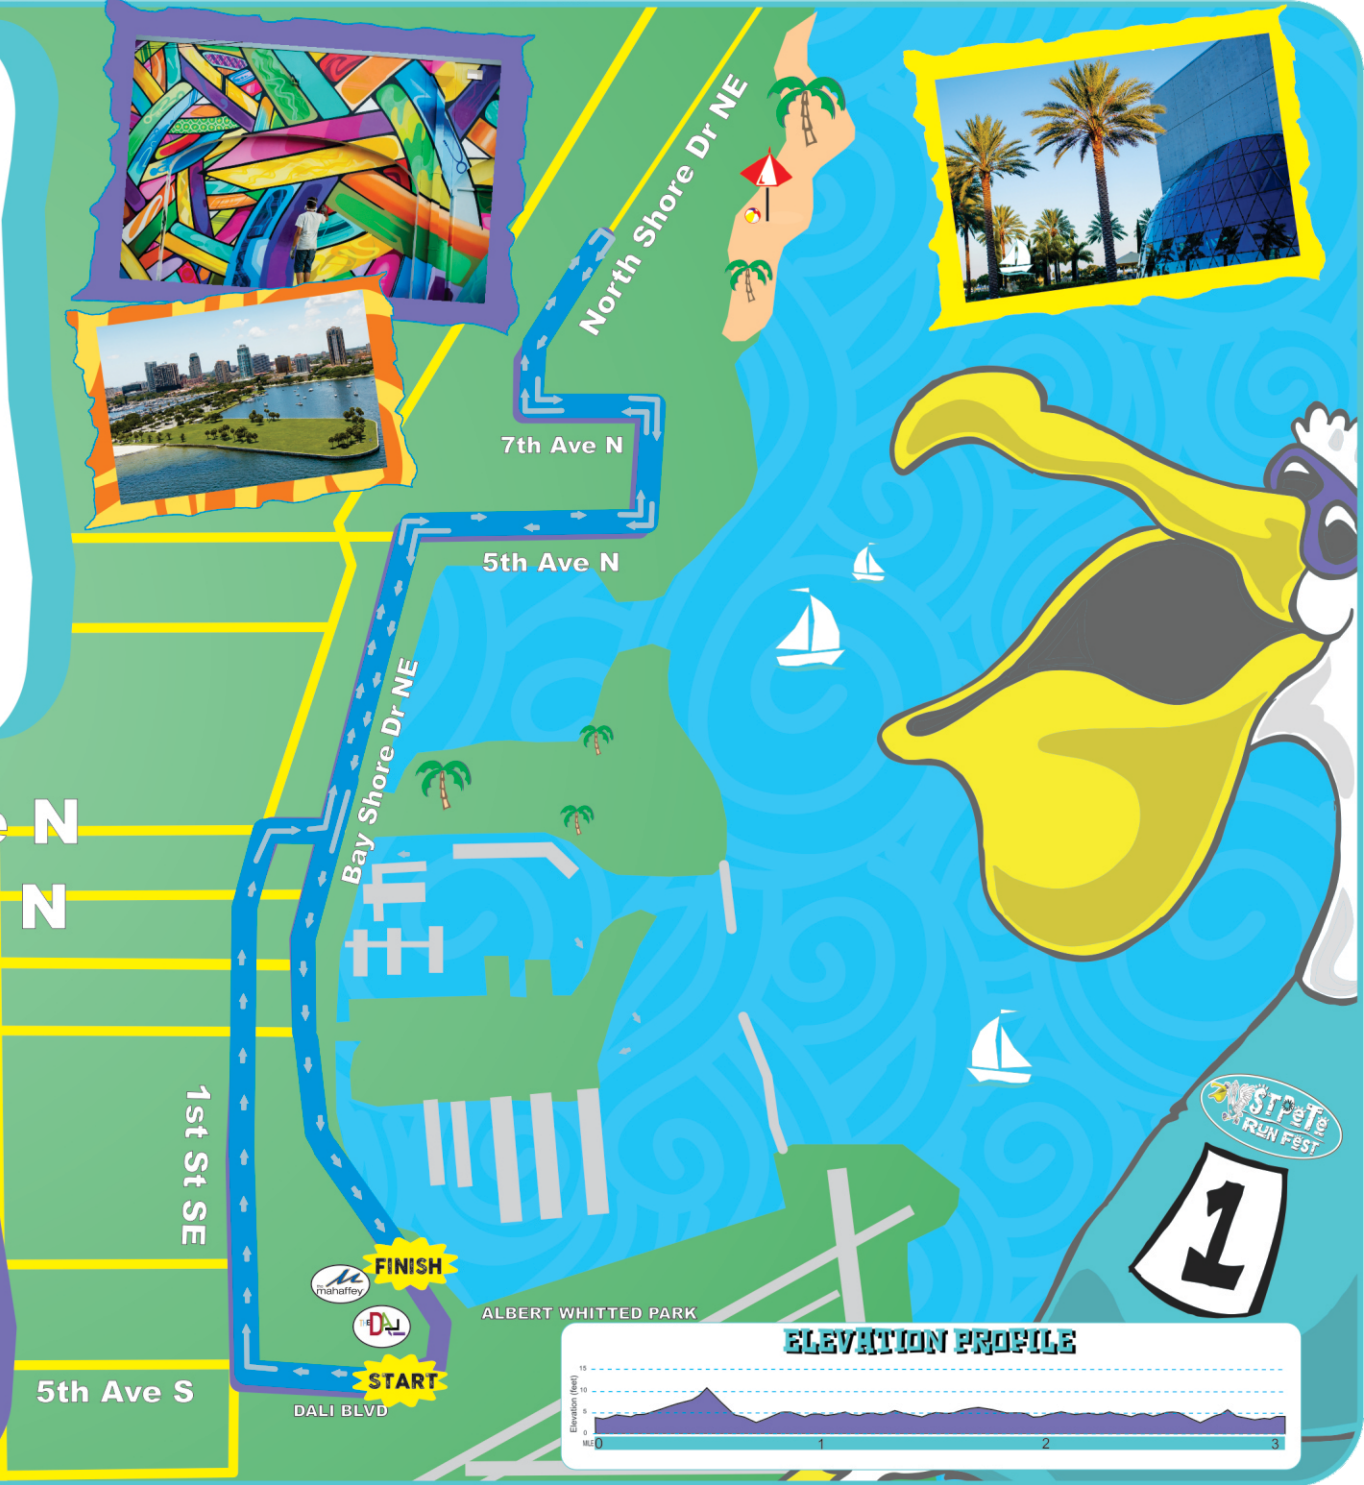 North Shore Dr NE
7th Ave N
5th Ave N
Bay Shore Dr NE
N
N
1st St SE
FINISH
mahaffey
THE DALÍ
START
5th Ave S
DALI BLVD
ALBERT WHITTED PARK
ST PETE
RUN FEST
1
ELEVATION PROFILE
Elevation (feet)
15
10
5
0
MILE 0 1 2 3